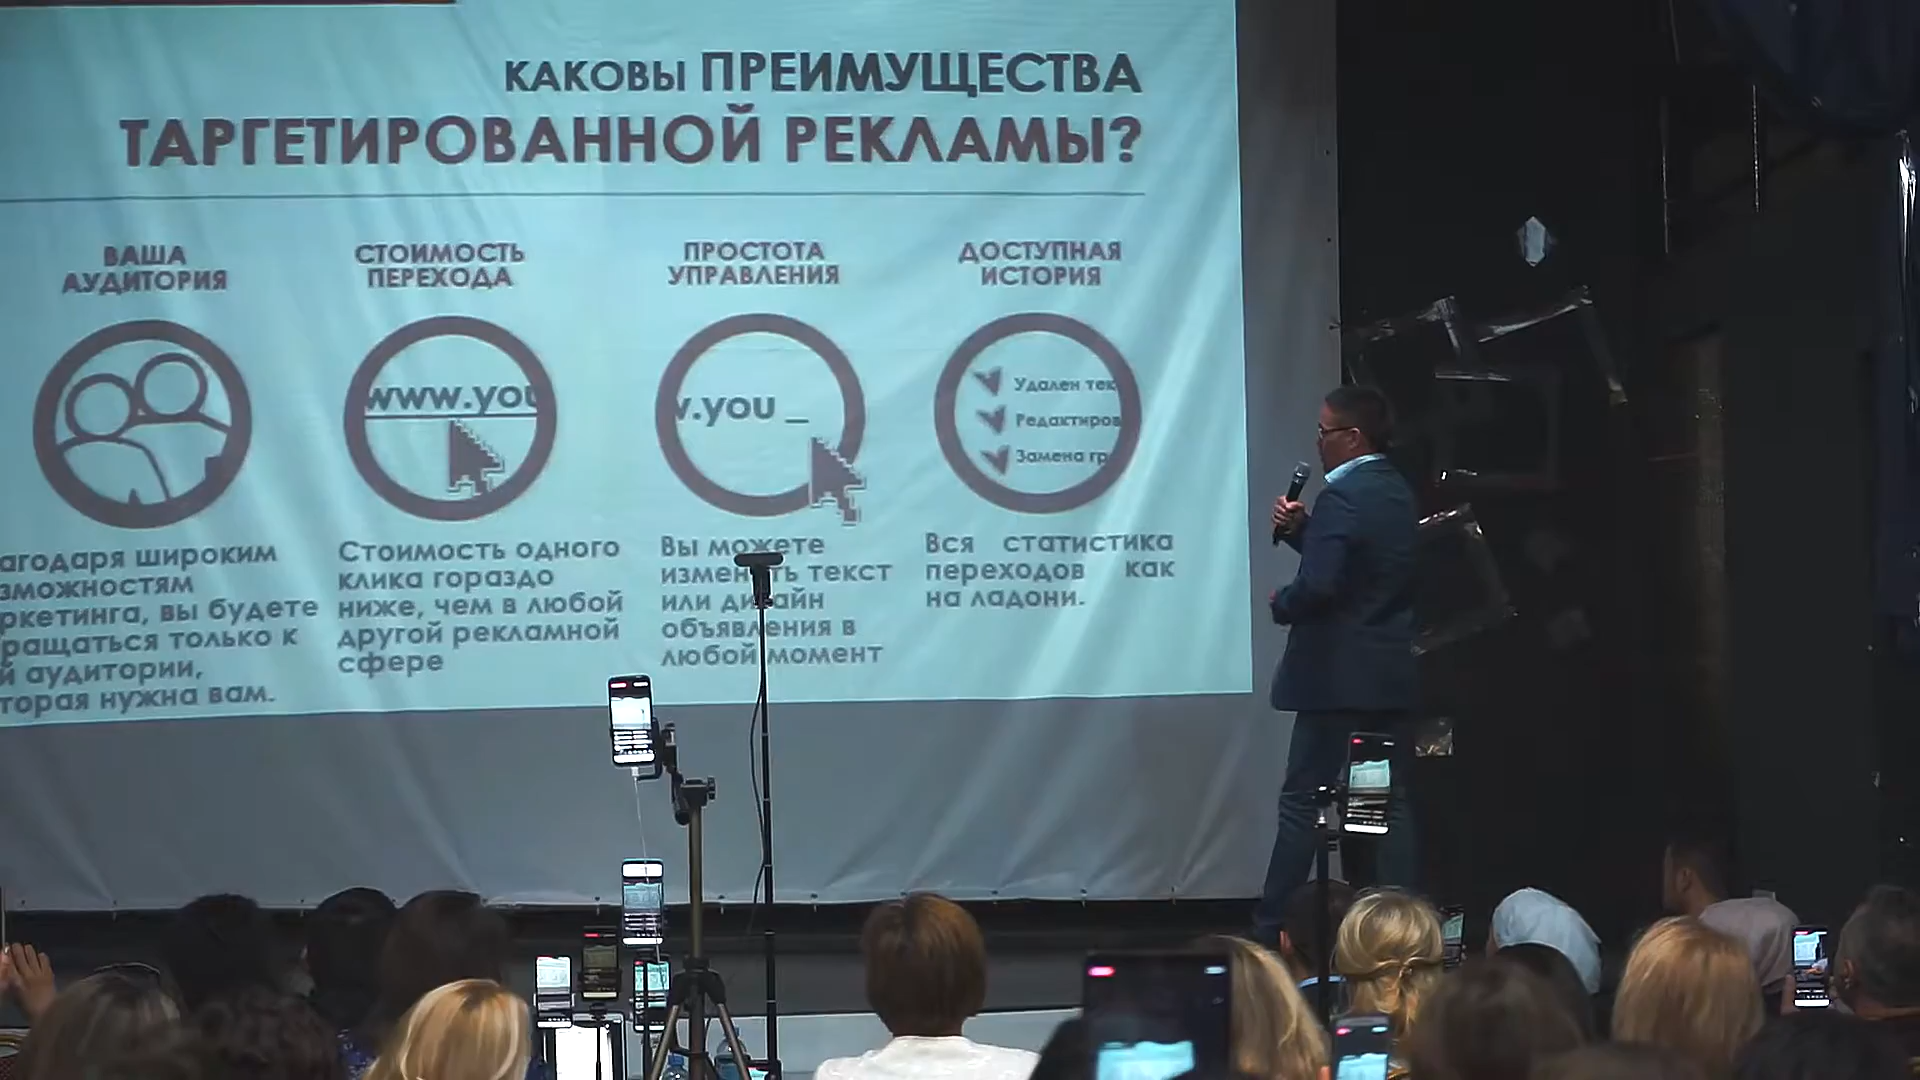 КАКОВЫ ПРЕИМУЩЕСТВА
ТАРГЕТИРОВАННОЙ РЕКЛАМЫ?
ВАША
АУДИТОРИЯ
агодаря широким
зможностям
ркетинга, вы будете
ращаться только к
й аудитории,
торая нужна вам.
СТОИМОСТЬ
ПЕРЕХОДА
www.you
Стоимость одного
клика гораздо
ниже, чем в любой
другой рекламной
сфере
ПРОСТОТА
УПРАВЛЕНИЯ
w.you _
Вы можете
изменить текст
или дизайн
объявления в
любой момент
ДОСТУПНАЯ
ИСТОРИЯ
Удален тек
Редактиров
Замена гр
Вся статистика
переходов как
на ладони.